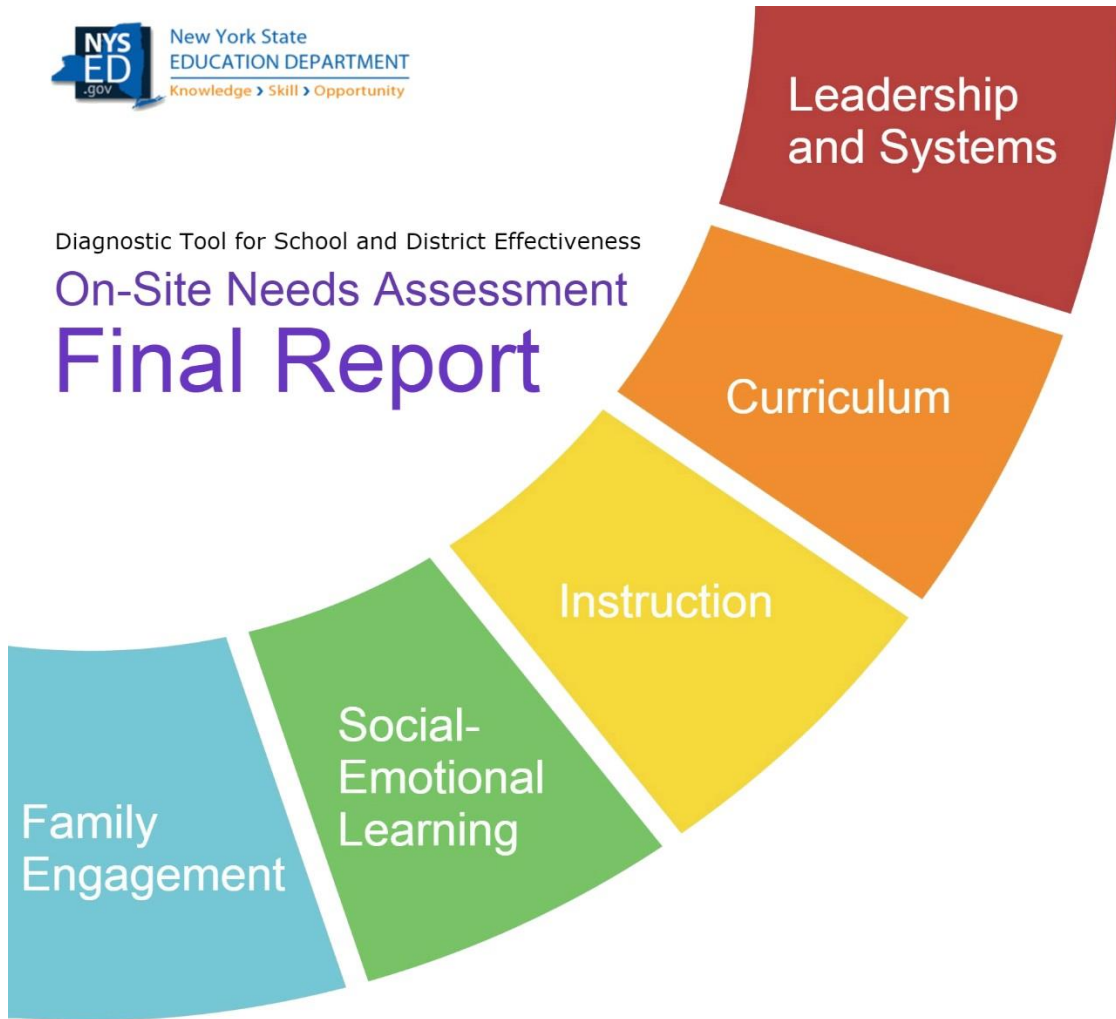 NYS
ED
.gov
New York State
EDUCATION DEPARTMENT
Knowledge › Skill › Opportunity
Diagnostic Tool for School and District Effectiveness
On-Site Needs Assessment
Final Report
Leadership
and Systems
Curriculum
Instruction
Social-
Emotional
Learning
Family
Engagement